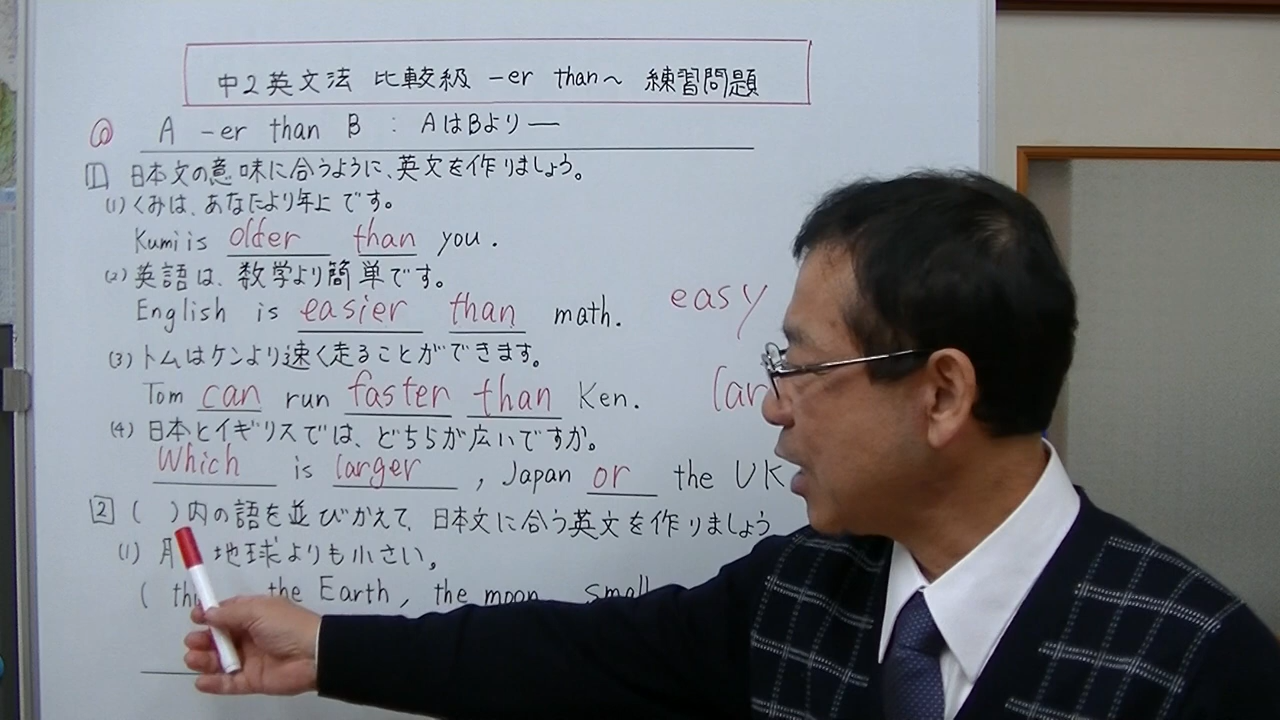 中2英文法 比較級 -er than～ 練習問題
◎ A -er than B : AはBより―
1 日本文の意味に合うように、英文を作りましょう。
(1) くみは、あなたより年上です。
Kumi is older than you.
(2) 英語は、数学より簡単です。
English is easier than math. easy
(3) トムはケンより速く走ることができます。
Tom can run faster than Ken. lar
(4) 日本とイギリスでは、どちらが広いですか。
Which is larger, Japan or the UK
2 ( )内の語を並びかえて、日本文に合う英文を作りましょう
(1) 月 地球よりも小さい。
( the Earth, the moon, small